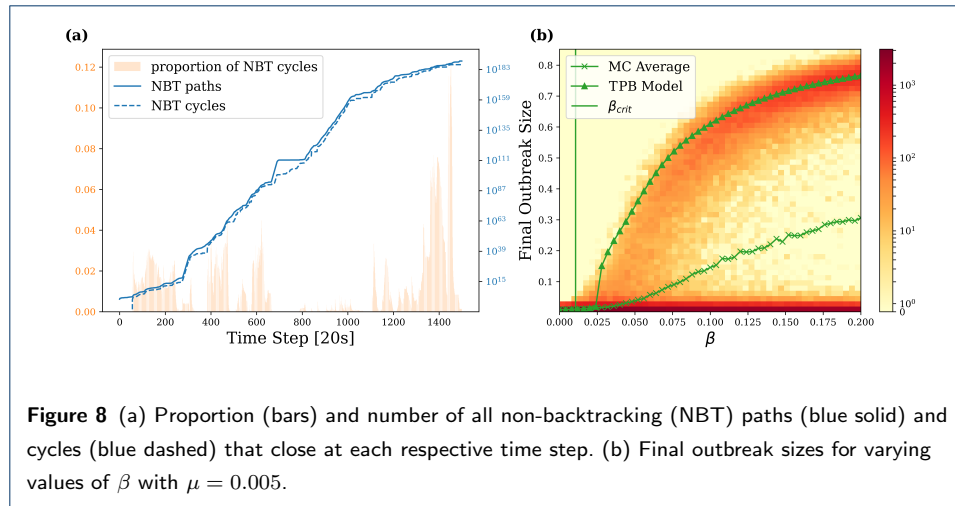 (a)
proportion of NBT cycles
NBT paths
NBT cycles
0.12
0.10
0.08
0.06
0.04
0.02
0.00
10^183
10^159
10^135
10^111
10^87
10^63
10^39
10^15
0 200 400 600 800 1000 1200 1400
Time Step [20s]
(b)
MC Average
TPB Model
β_crit
Final Outbreak Size
0.8
0.7
0.6
0.5
0.4
0.3
0.2
0.1
0.000 0.025 0.050 0.075 0.100 0.125 0.150 0.175 0.200
β
10^3
10^2
10^1
10^0
0
Figure 8 (a) Proportion (bars) and number of all non-backtracking (NBT) paths (blue solid) and
cycles (blue dashed) that close at each respective time step. (b) Final outbreak sizes for varying
values of β with μ = 0.005.